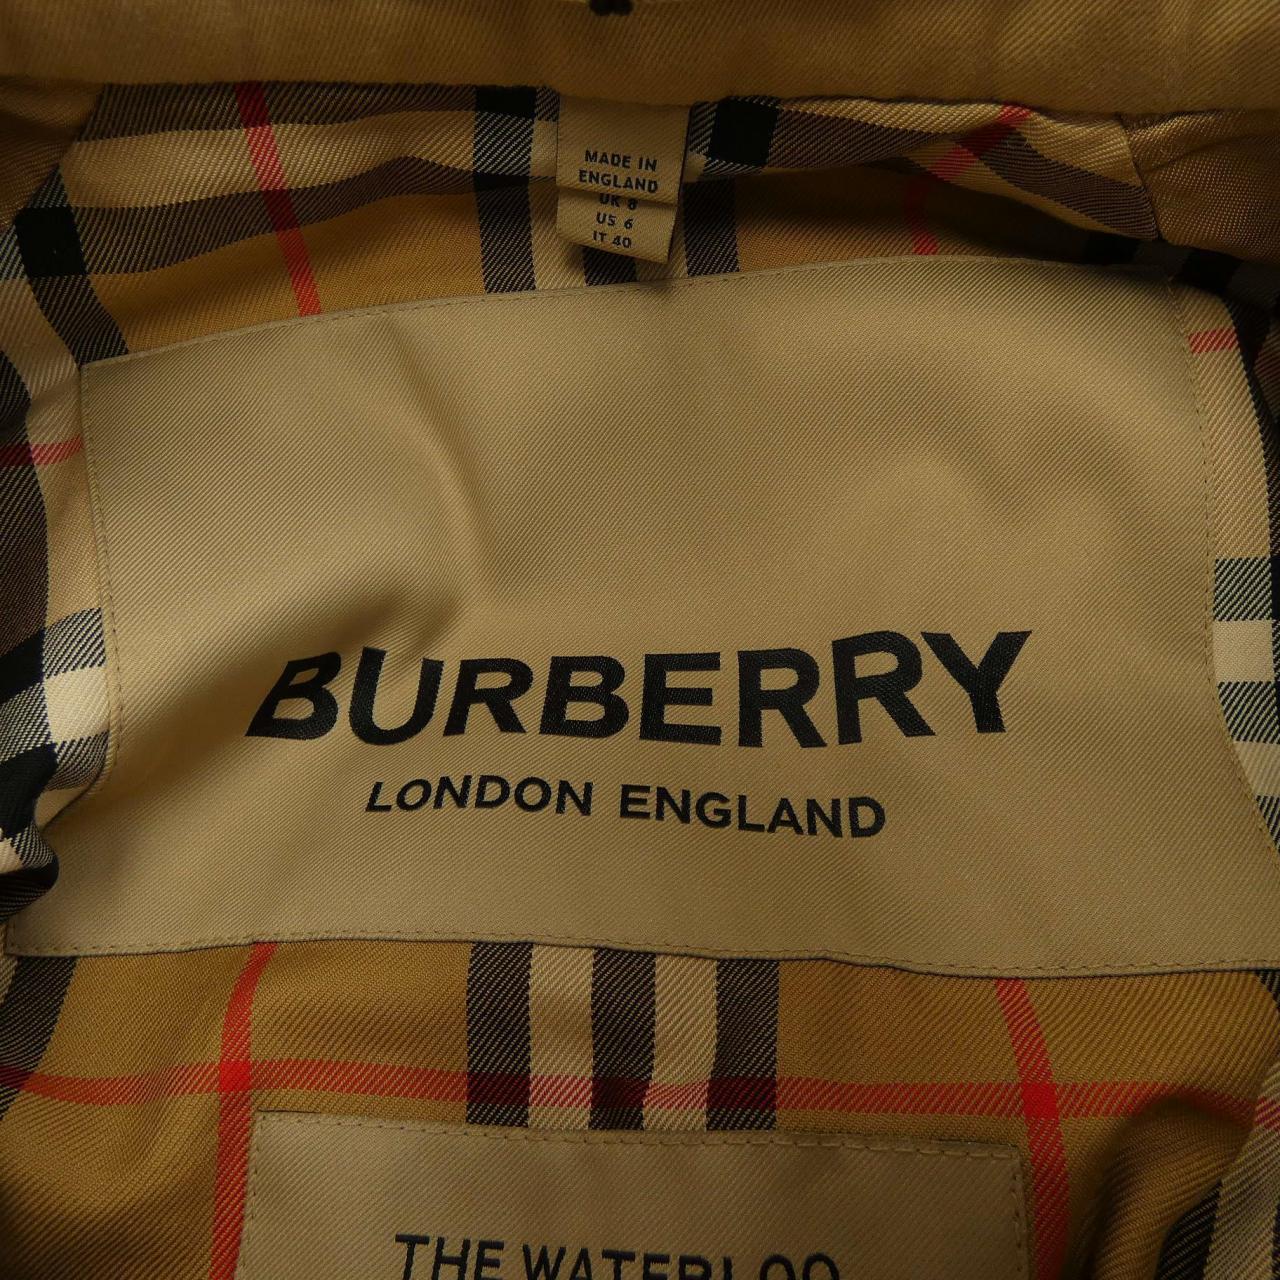 MADE IN
ENGLAND
UK 8
US 6
IT 40
BURBERRY
LONDON ENGLAND
THE WATERLOO